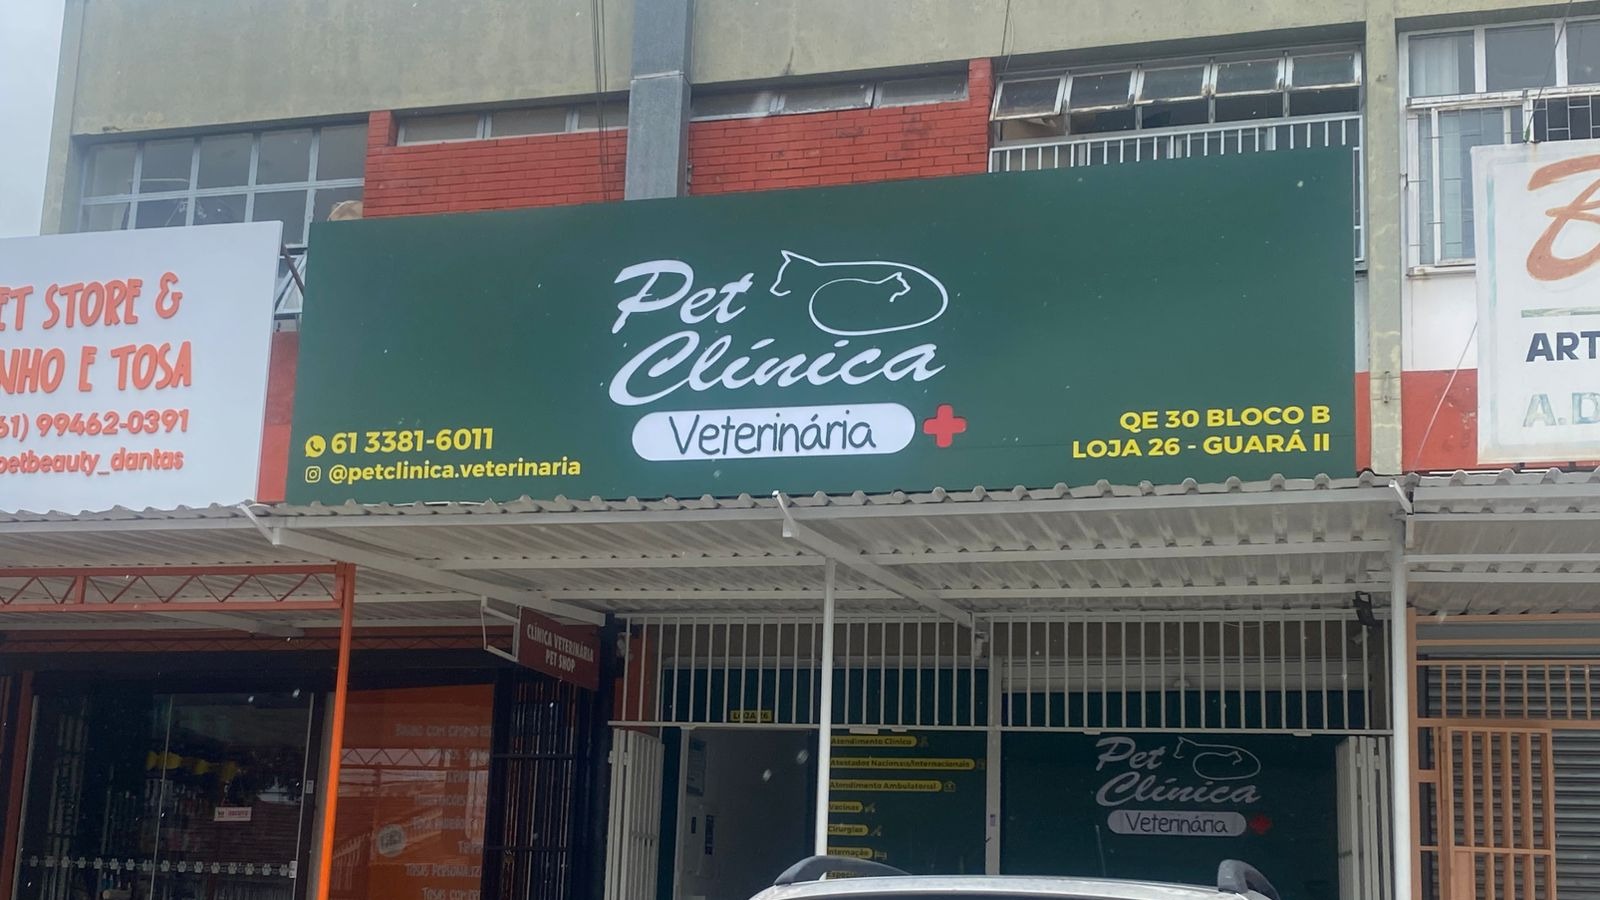 ET STORE &
NHO E TOSA
61) 99462-0391
petbeauty_dantas
Pet
Clínica
Veterinária
61 3381-6011
@petclinica.veterinaria
QE 30 BLOCO B
LOJA 26 - GUARÁ II
ART
A.D
CLÍNICA VETERINÁRIA
PET SHOP
LOJA 26
Atendimento Clínico
Atestados Nacionais/Internacionais
Atendimento Ambulatorial
Vacinas
Cirurgias
Internação
Pet
Clínica
Veterinária